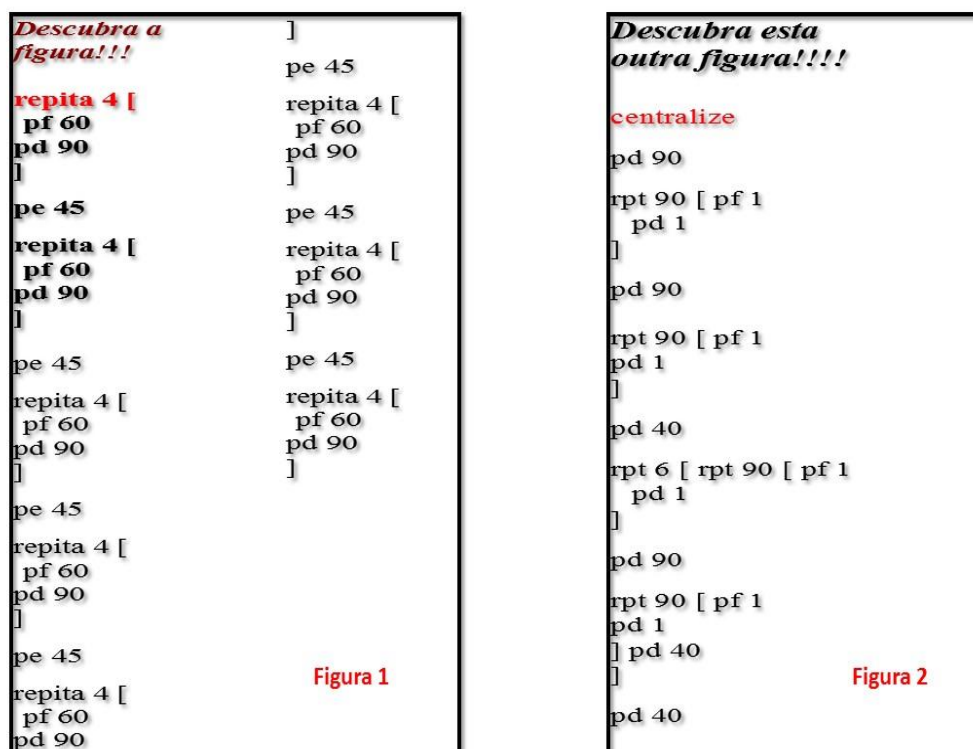 Descubra a
figura!!!
repita 4 [
pf 60
pd 90
]
pe 45
repita 4 [
pf 60
pd 90
]
pe 45
repita 4 [
pf 60
pd 90
]
pe 45
repita 4 [
pf 60
pd 90
]
pe 45
repita 4 [
pf 60
pd 90
]
pe 45
repita 4 [
pf 60
pd 90
]
pe 45
repita 4 [
pf 60
pd 90
]
pe 45
repita 4 [
pf 60
pd 90
]
Figura 1
Descubra esta
outra figura!!!!
centralize
pd 90
rpt 90 [ pf 1
pd 1
]
pd 90
rpt 90 [ pf 1
pd 1
]
pd 40
rpt 6 [ rpt 90 [ pf 1
pd 1
]
pd 90
rpt 90 [ pf 1
pd 1
] pd 40
]
pd 40
Figura 2